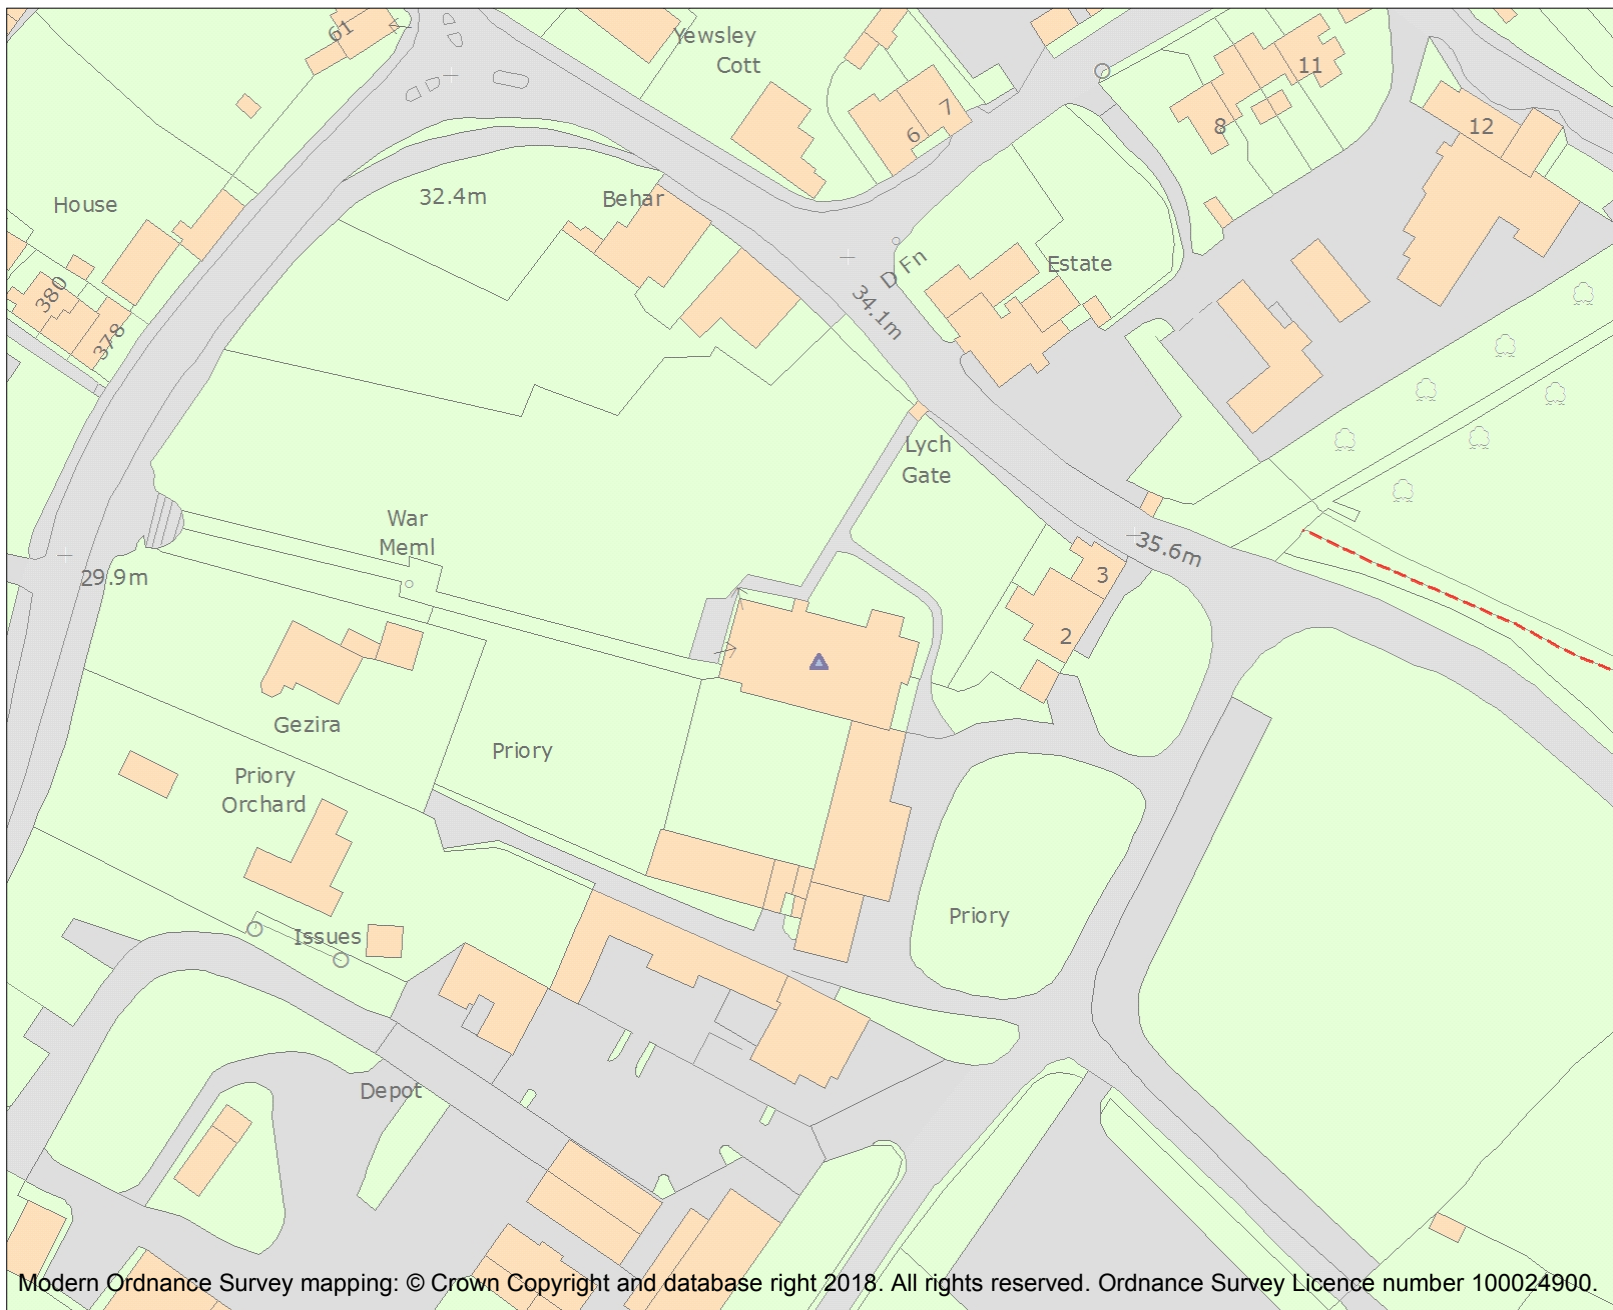 61
Yewsley
Cott
7
6
11
8
12
House
32.4m
Behar
D Fn
Estate
380
378
34.1m
Lych
Gate
War
Meml
35.6m
29.9m
3
2
Gezira
Priory
Priory
Orchard
Priory
Issues
Depot
Modern Ordnance Survey mapping: © Crown Copyright and database right 2018. All rights reserved. Ordnance Survey Licence number 100024900.